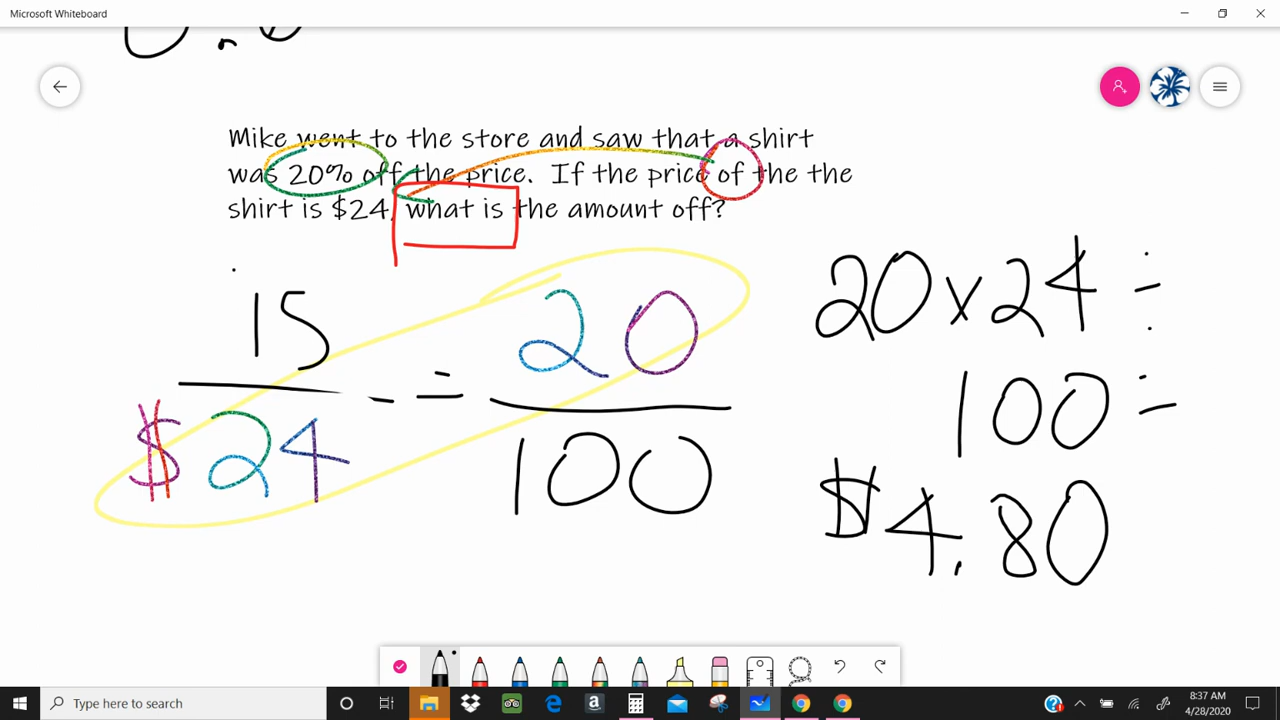 Microsoft Whiteboard
Mike went to the store and saw that a shirt
was 20% off the price. If the price of the the
shirt is $24, what is the amount off?
15
$24
=
20
100
20x24÷
100=
$4.80
Type here to search
8:37 AM
4/28/2020